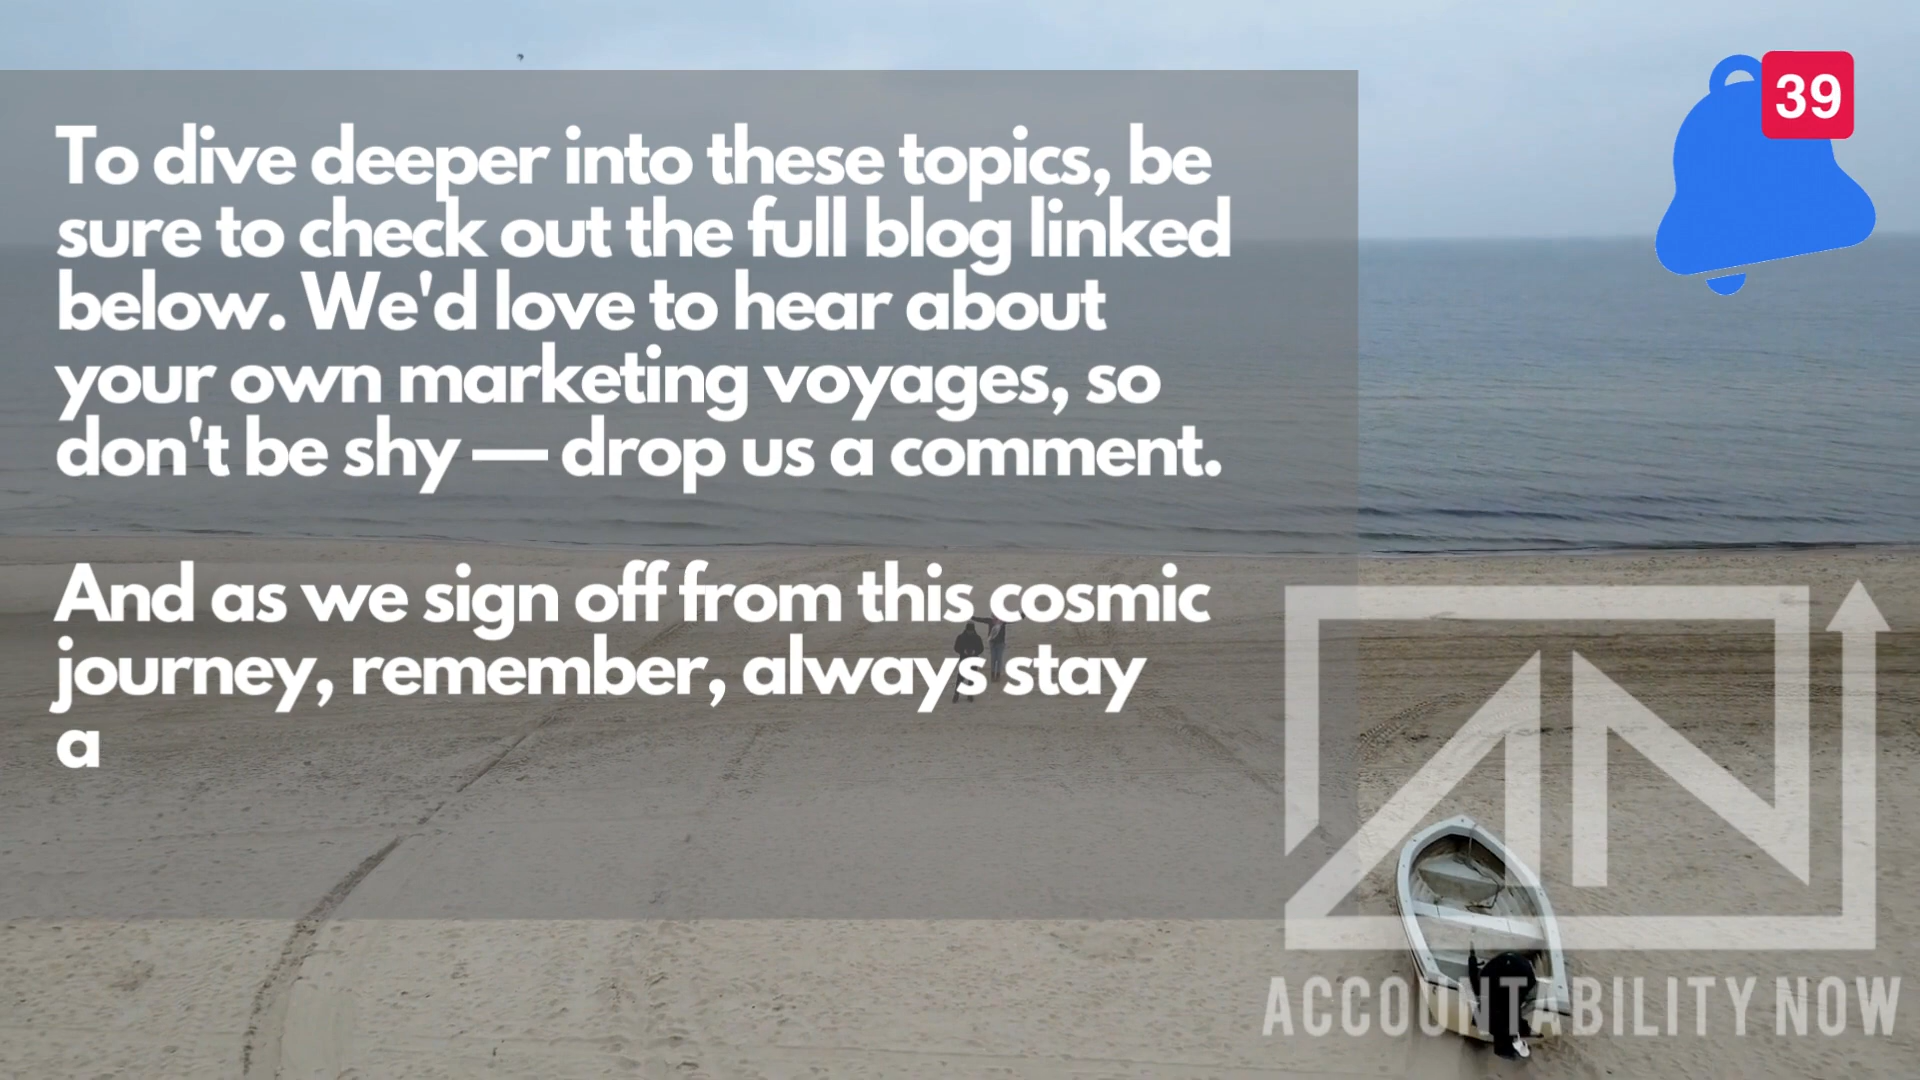 To dive deeper into these topics, be
sure to check out the full blog linked
below. We'd love to hear about
your own marketing voyages, so
don't be shy — drop us a comment.
And as we sign off from this cosmic
journey, remember, always stay
a
39
AN
ACCOUNTABILITY NOW